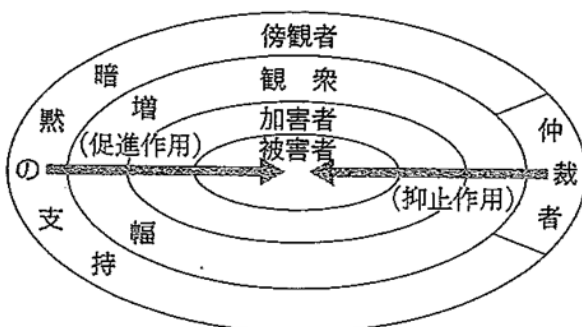 傍観者
観衆
加害者
被害者
暗黙の支持
増幅
(促進作用)
(抑止作用)
仲裁者